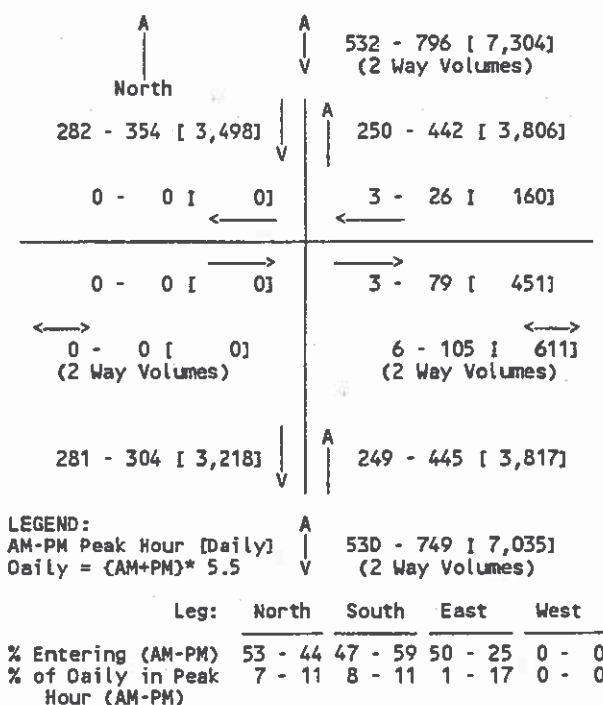 A A
532 - 796 [ 7,304]
V (2 Way Volumes)
North
A
282 - 354 [ 3,498] 250 - 442 [ 3,806]
V
0 - 0 I 0] 3 - 26 I 160]
<---- <----
----> ---->
0 - 0 I 0] 3 - 79 [ 451]
<---> <--->
0 - 0 [ 0] 6 - 105 I 611]
(2 Way Volumes) (2 Way Volumes)
A
281 - 304 I 3,218] 249 - 445 [ 3,817]
V
LEGEND: A
AM-PM Peak Hour [Daily] 530 - 749 I 7,035]
Daily = {AM+PM}* 5.5 V (2 Way Volumes)
Leg: North South East West
% Entering (AM-PM) 53 - 44 47 - 59 50 - 25 0 - 0
% of Daily in Peak 7 - 11 8 - 11 1 - 17 0 - 0
Hour (AM-PM)